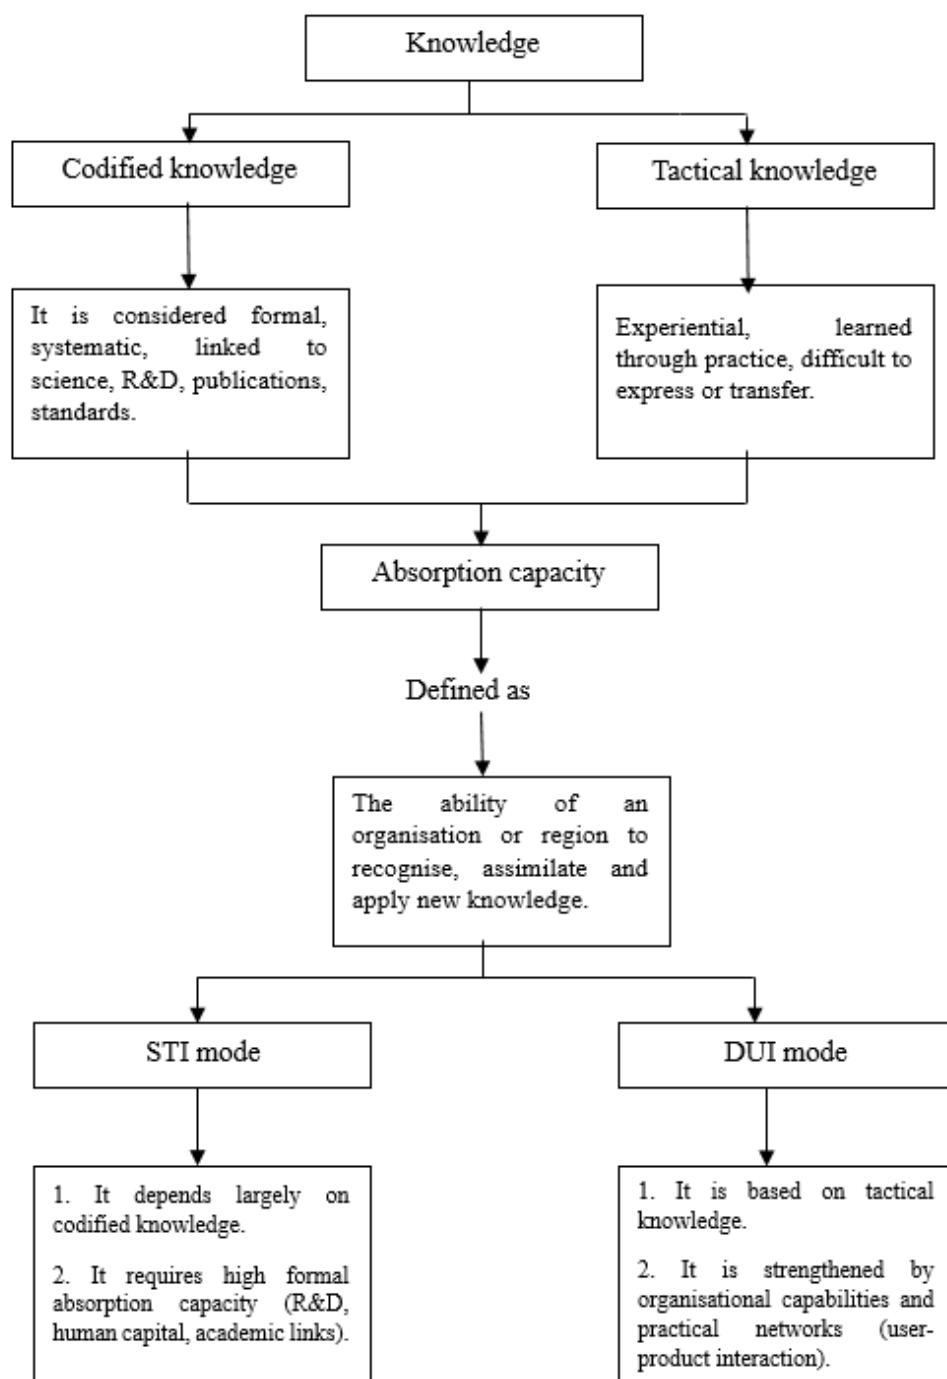 Knowledge
Codified knowledge
Tactical knowledge
It is considered formal,
systematic, linked to
science, R&D, publications,
standards.
Experiential, learned
through practice, difficult to
express or transfer.
Absorption capacity
Defined as
The ability of an
organisation or region to
recognise, assimilate and
apply new knowledge.
STI mode
DUI mode
1. It depends largely on
codified knowledge.
2. It requires high formal
absorption capacity (R&D,
human capital, academic links).
1. It is based on tactical
knowledge.
2. It is strengthened by
organisational capabilities and
practical networks (user-
product interaction).